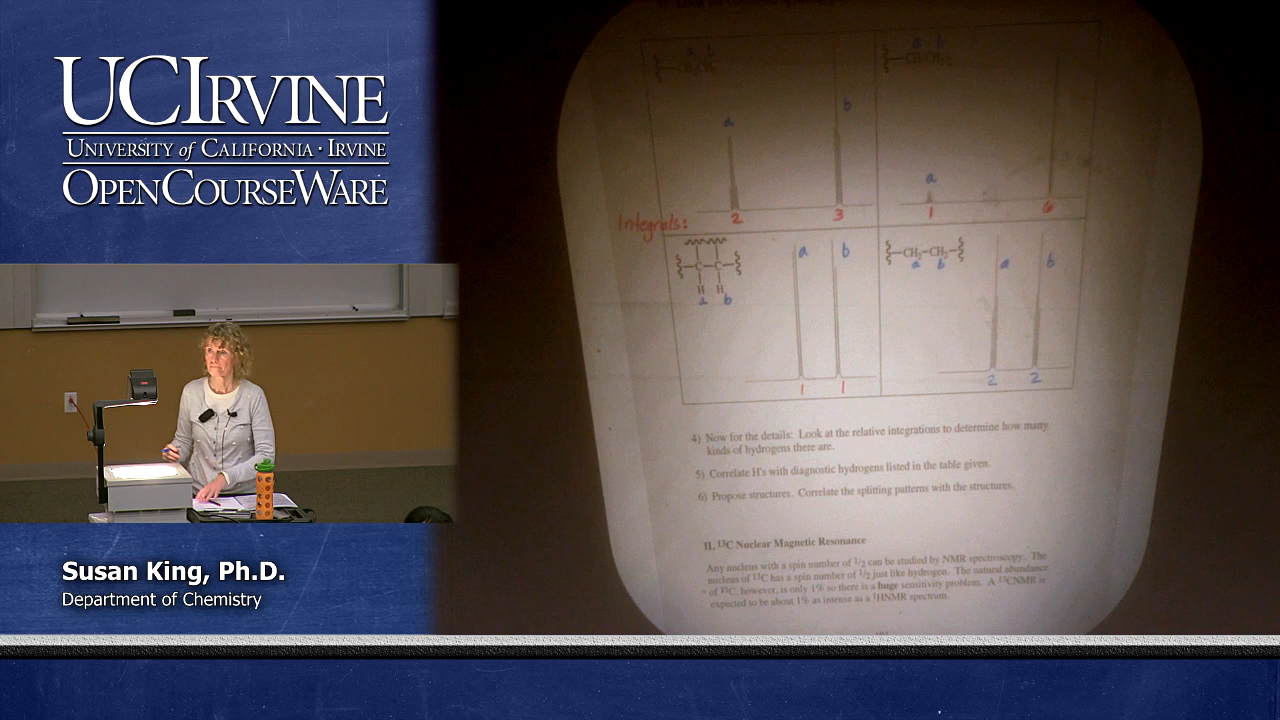 UCIRVINE
UNIVERSITY of CALIFORNIA · IRVINE
OPENCOURSEWARE
Susan King, Ph.D.
Department of Chemistry
a b
a b
a
b
a
2
3
1
6
Integrals:
C C
H H
a b
a
b
1
1
CH₂–CH₂
a b
a
b
2
2
4) Now for the details: Look at the relative integrations to determine how many
kinds of hydrogens there are.
5) Correlate H's with diagnostic hydrogens listed in the table given.
6) Propose structures. Correlate the splitting patterns with the structures.
II. ¹³C Nuclear Magnetic Resonance
Any nucleus with a spin number of 1/2 can be studied by NMR spectroscopy. The
nucleus of ¹³C has a spin number of 1/2 just like hydrogen. The natural abundance
of ¹³C, however, is only 1% so there is a huge sensitivity problem. A ¹³CNMR is
expected to be about 1% as intense as a ¹HNMR spectrum.